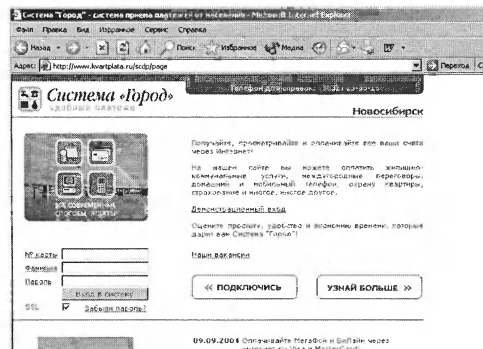 Система "Город" - система приема платежей от населения - Microsoft Internet Explorer
Файл Правка Вид Избранное Сервис Справка
Назад Поиск Избранное Медиа
Адрес: http://www.kvartplata.ru/scdp/page Переход
Система «Город»
удобные платежи
Телефон для справок:
Новосибирск
Получайте, просматривайте и оплачивайте все ваши счета
через Интернет!
На нашем сайте вы можете оплатить жилищно-
коммунальные услуги, междугородные переговоры,
домашний и мобильный телефон, охрану квартиры,
страхование и многое, многое другое.
Демонстрационный вход
Оцените простоту, удобство и экономию времени, которые
дарит вам Система "Город"!
Наши вакансии
№ карты
Фамилия
Пароль
Вход в систему
SSL Забыли пароль?
« ПОДКЛЮЧИСЬ
УЗНАЙ БОЛЬШЕ »
09.09.2004 Оплачивайте МегаФон и БиЛайн через